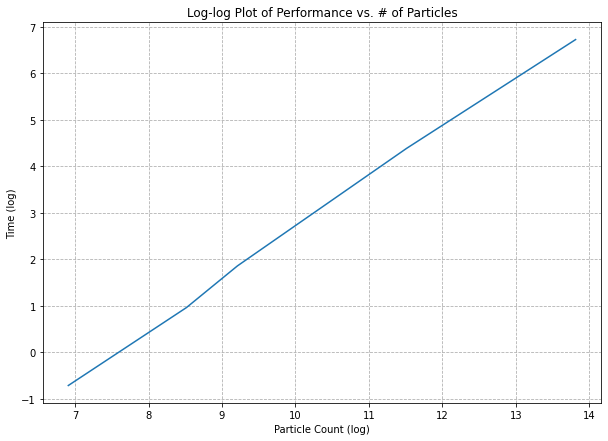 Log-log Plot of Performance vs. # of Particles
Time (log)
7
6
5
4
3
2
1
0
−1
7 8 9 10 11 12 13 14
Particle Count (log)